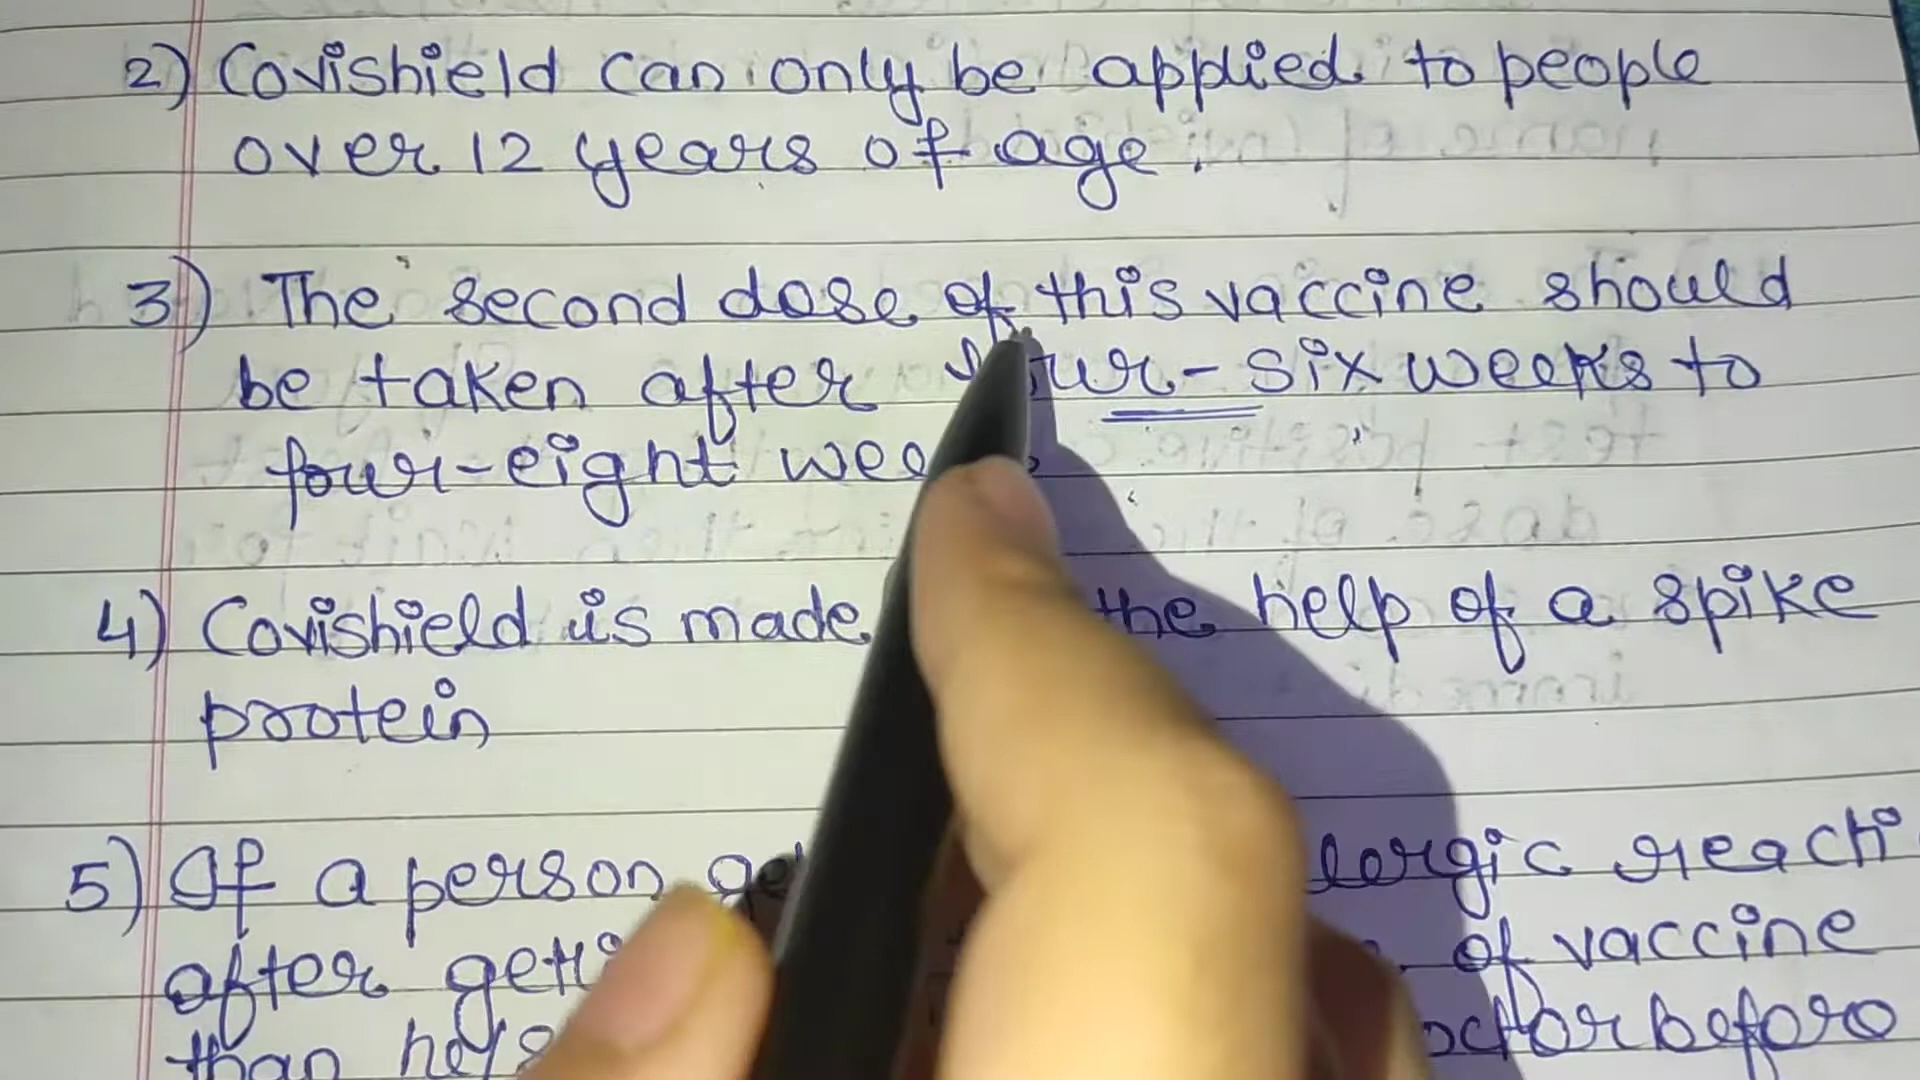 2) Covishield can only be applied to people
over 12 years of age.
3) The second dose of this vaccine should
be taken after four-six weeks to
four-eight
4) Covishield is made the help of a spike
protein
5) If a person
after of vaccine
than before